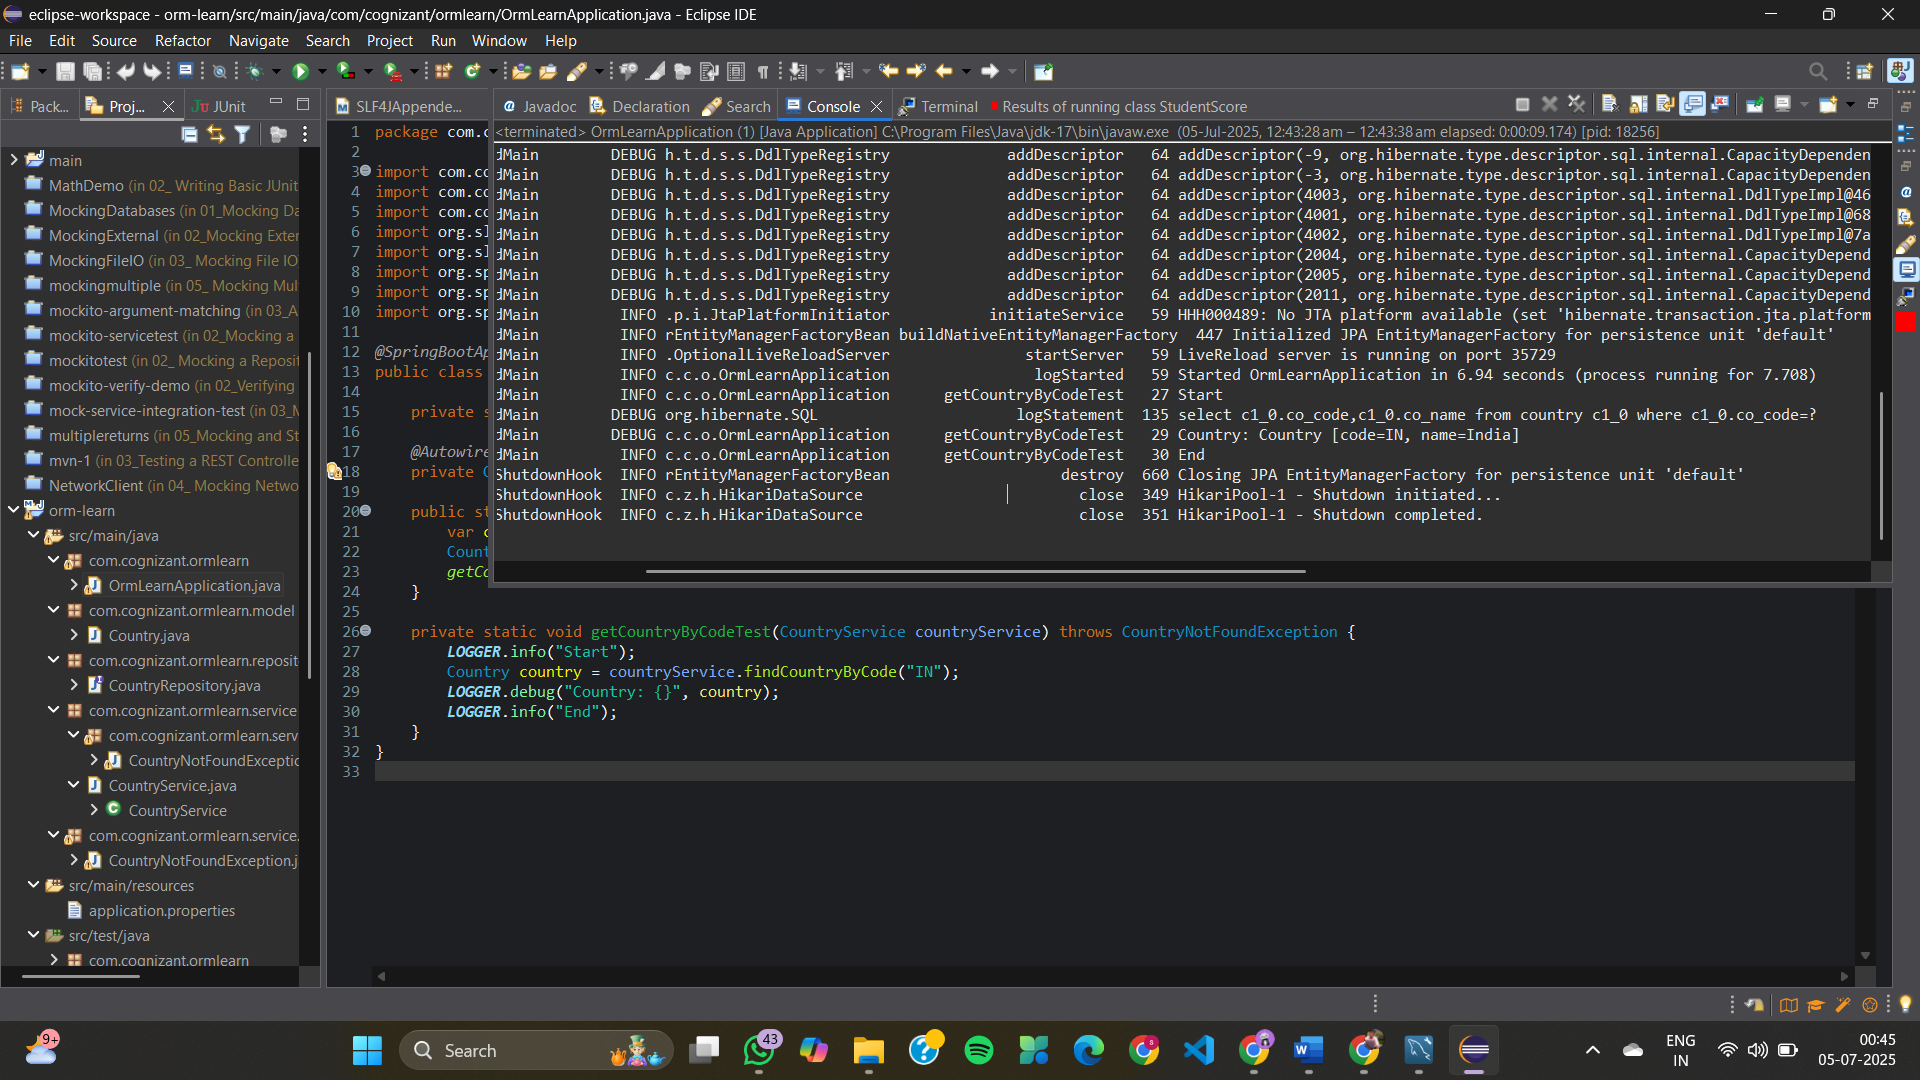 eclipse-workspace - orm-learn/src/main/java/com/cognizant/ormlearn/OrmLearnApplication.java - Eclipse IDE
File Edit Source Refactor Navigate Search Project Run Window Help
Pack... Proj... JUnit
main
MathDemo (in 02_ Writing Basic JUnit
MockingDatabases (in 01_Mocking Da
MockingExternal (in 02_Mocking Exter
MockingFileIO (in 03_ Mocking File IO
mockingmultiple (in 05_ Mocking Mul
mockito-argument-matching (in 03_A
mockito-servicetest (in 02_Mocking a
mockitotest (in 02_ Mocking a Reposit
mockito-verify-demo (in 02_Verifying
mock-service-integration-test (in 03_M
multiplereturns (in 05_Mocking and St
mvn-1 (in 03_Testing a REST Controlle
NetworkClient (in 04_ Mocking Netwo
orm-learn
src/main/java
com.cognizant.ormlearn
OrmLearnApplication.java
com.cognizant.ormlearn.model
Country.java
com.cognizant.ormlearn.reposit
CountryRepository.java
com.cognizant.ormlearn.service
com.cognizant.ormlearn.serv
CountryNotFoundExceptio
CountryService.java
CountryService
com.cognizant.ormlearn.service.
CountryNotFoundException.j
src/main/resources
application.properties
src/test/java
com.cognizant.ormlearn
SLF4JAppende...
1 package com.c
2
3 import com.co
4 import com.co
5 import com.co
6 import org.sl
7 import org.sl
8 import org.sp
9 import org.sp
10 import org.sp
11
12 @SpringBootAp
13 public class
14
15 private s
16
17 @Autowire
18 private C
19
20 public st
21 var c
22 Count
23 getCo
24 }
25
26 private static void getCountryByCodeTest(CountryService countryService) throws CountryNotFoundException {
27 LOGGER.info("Start");
28 Country country = countryService.findCountryByCode("IN");
29 LOGGER.debug("Country: {}", country);
30 LOGGER.info("End");
31 }
32 }
33
Javadoc Declaration Search Console Terminal Results of running class StudentScore
<terminated> OrmLearnApplication (1) [Java Application] C:\Program Files\Java\jdk-17\bin\javaw.exe (05-Jul-2025, 12:43:28 am – 12:43:38 am elapsed: 0:00:09.174) [pid: 18256]
dMain DEBUG h.t.d.s.s.DdlTypeRegistry addDescriptor 64 addDescriptor(-9, org.hibernate.type.descriptor.sql.internal.CapacityDependen
dMain DEBUG h.t.d.s.s.DdlTypeRegistry addDescriptor 64 addDescriptor(-3, org.hibernate.type.descriptor.sql.internal.CapacityDependen
dMain DEBUG h.t.d.s.s.DdlTypeRegistry addDescriptor 64 addDescriptor(4003, org.hibernate.type.descriptor.sql.internal.DdlTypeImpl@46
dMain DEBUG h.t.d.s.s.DdlTypeRegistry addDescriptor 64 addDescriptor(4001, org.hibernate.type.descriptor.sql.internal.DdlTypeImpl@68
dMain DEBUG h.t.d.s.s.DdlTypeRegistry addDescriptor 64 addDescriptor(4002, org.hibernate.type.descriptor.sql.internal.DdlTypeImpl@7a
dMain DEBUG h.t.d.s.s.DdlTypeRegistry addDescriptor 64 addDescriptor(2004, org.hibernate.type.descriptor.sql.internal.CapacityDepend
dMain DEBUG h.t.d.s.s.DdlTypeRegistry addDescriptor 64 addDescriptor(2005, org.hibernate.type.descriptor.sql.internal.CapacityDepend
dMain DEBUG h.t.d.s.s.DdlTypeRegistry addDescriptor 64 addDescriptor(2011, org.hibernate.type.descriptor.sql.internal.CapacityDepend
dMain INFO .p.i.JtaPlatformInitiator initiateService 59 HHH000489: No JTA platform available (set 'hibernate.transaction.jta.platform
dMain INFO rEntityManagerFactoryBean buildNativeEntityManagerFactory 447 Initialized JPA EntityManagerFactory for persistence unit 'default'
dMain INFO .OptionalLiveReloadServer startServer 59 LiveReload server is running on port 35729
dMain INFO c.c.o.OrmLearnApplication logStarted 59 Started OrmLearnApplication in 6.94 seconds (process running for 7.708)
dMain INFO c.c.o.OrmLearnApplication getCountryByCodeTest 27 Start
dMain DEBUG org.hibernate.SQL logStatement 135 select c1_0.co_code,c1_0.co_name from country c1_0 where c1_0.co_code=?
dMain DEBUG c.c.o.OrmLearnApplication getCountryByCodeTest 29 Country: Country [code=IN, name=India]
dMain INFO c.c.o.OrmLearnApplication getCountryByCodeTest 30 End
ShutdownHook INFO rEntityManagerFactoryBean destroy 660 Closing JPA EntityManagerFactory for persistence unit 'default'
ShutdownHook INFO c.z.h.HikariDataSource close 349 HikariPool-1 - Shutdown initiated...
ShutdownHook INFO c.z.h.HikariDataSource close 351 HikariPool-1 - Shutdown completed.
9+
Search
43
ENG
IN
00:45
05-07-2025